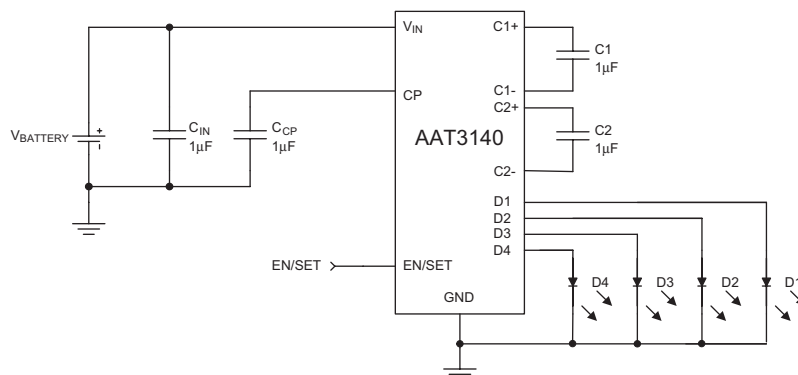 VIN
C1+
C1
1µF
C1-
CP
C2+
VBATTERY
+
-
CIN
1µF
CCP
1µF
AAT3140
C2
1µF
C2-
D1
D2
D3
D4
EN/SET
EN/SET
GND
D4
D3
D2
D1